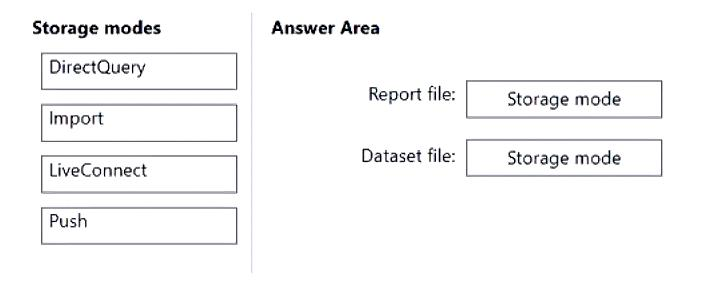 Storage modes
DirectQuery
Import
LiveConnect
Push
Answer Area
Report file: Storage mode
Dataset file: Storage mode